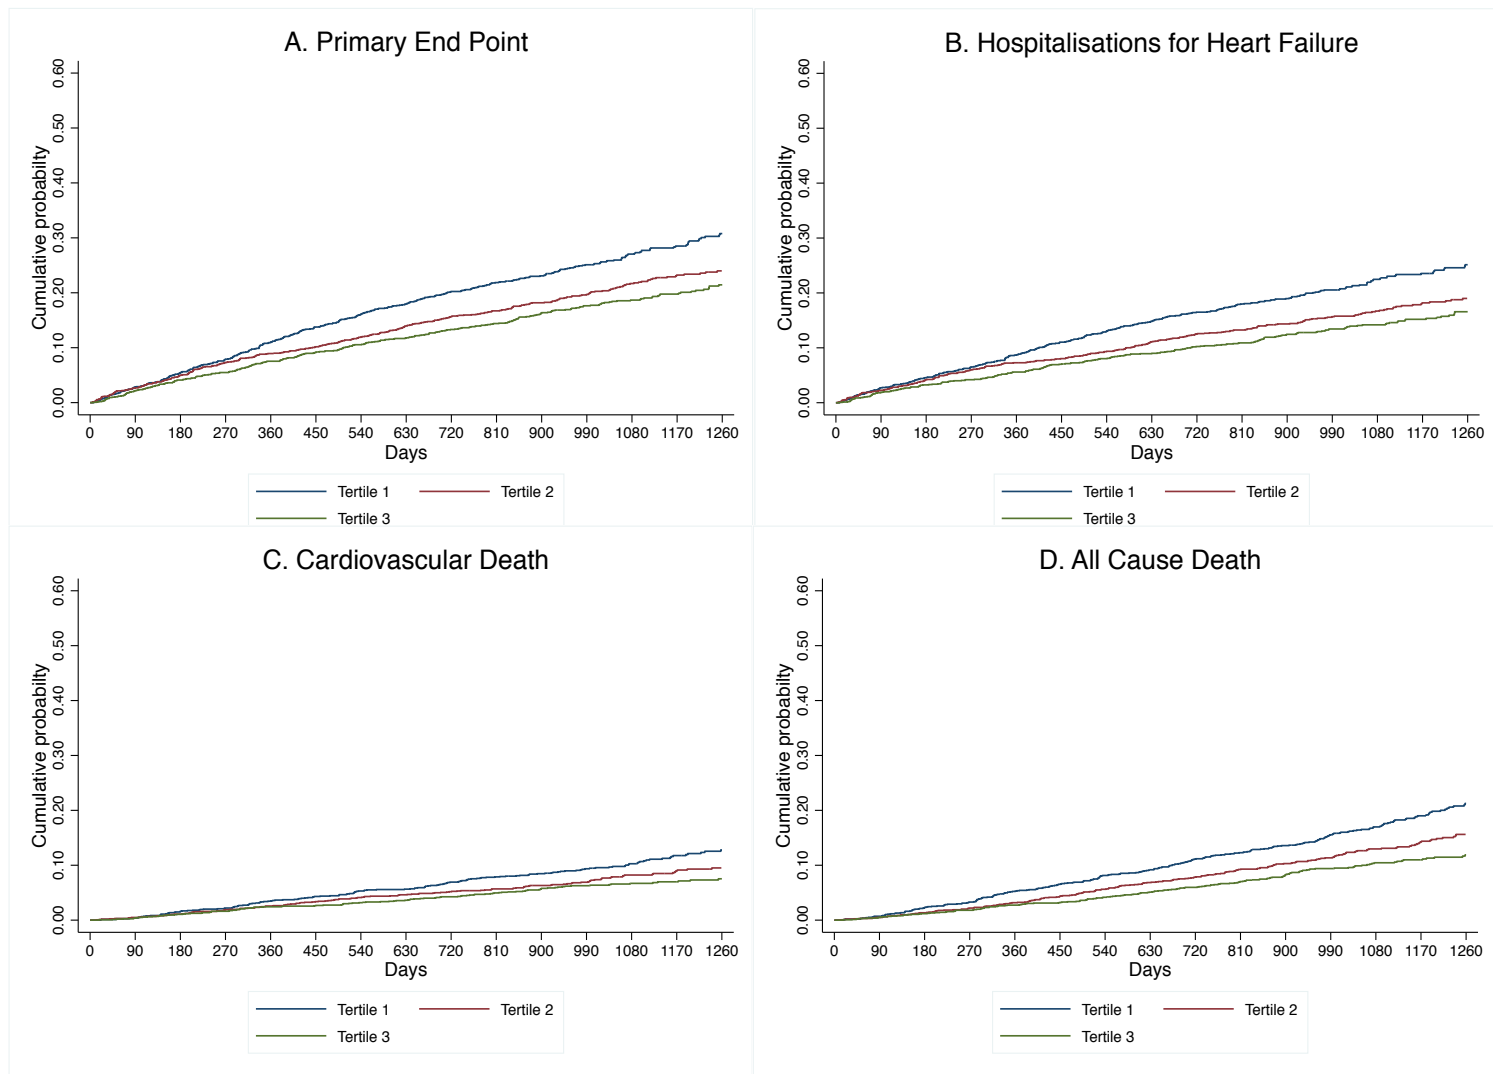 A. Primary End Point
Cumulative probabilty
0.60
0.50
0.40
0.30
0.20
0.10
0.00
0 90 180 270 360 450 540 630 720 810 900 990 1080 1170 1260
Days
Tertile 1 Tertile 2
Tertile 3
B. Hospitalisations for Heart Failure
Cumulative probabilty
0.60
0.50
0.40
0.30
0.20
0.10
0.00
0 90 180 270 360 450 540 630 720 810 900 990 1080 1170 1260
Days
Tertile 1 Tertile 2
Tertile 3
C. Cardiovascular Death
Cumulative probabilty
0.60
0.50
0.40
0.30
0.20
0.10
0.00
0 90 180 270 360 450 540 630 720 810 900 990 1080 1170 1260
Days
Tertile 1 Tertile 2
Tertile 3
D. All Cause Death
Cumulative probabilty
0.60
0.50
0.40
0.30
0.20
0.10
0.00
0 90 180 270 360 450 540 630 720 810 900 990 1080 1170 1260
Days
Tertile 1 Tertile 2
Tertile 3